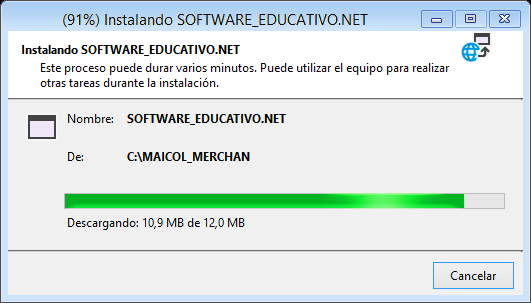 (91%) Instalando SOFTWARE_EDUCATIVO.NET
Instalando SOFTWARE_EDUCATIVO.NET
Este proceso puede durar varios minutos. Puede utilizar el equipo para realizar
otras tareas durante la instalación.
Nombre: SOFTWARE_EDUCATIVO.NET
De: C:\MAICOL_MERCHAN
Descargando: 10,9 MB de 12,0 MB
Cancelar